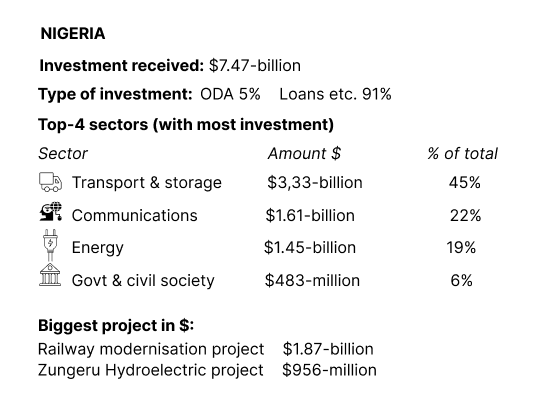 NIGERIA
Investment received: $7.47-billion
Type of investment: ODA 5% Loans etc. 91%
Top-4 sectors (with most investment)
Sector Amount $ % of total
Transport & storage $3,33-billion 45%
Communications $1.61-billion 22%
Energy $1.45-billion 19%
Govt & civil society $483-million 6%
Biggest project in $:
Railway modernisation project $1.87-billion
Zungeru Hydroelectric project $956-million